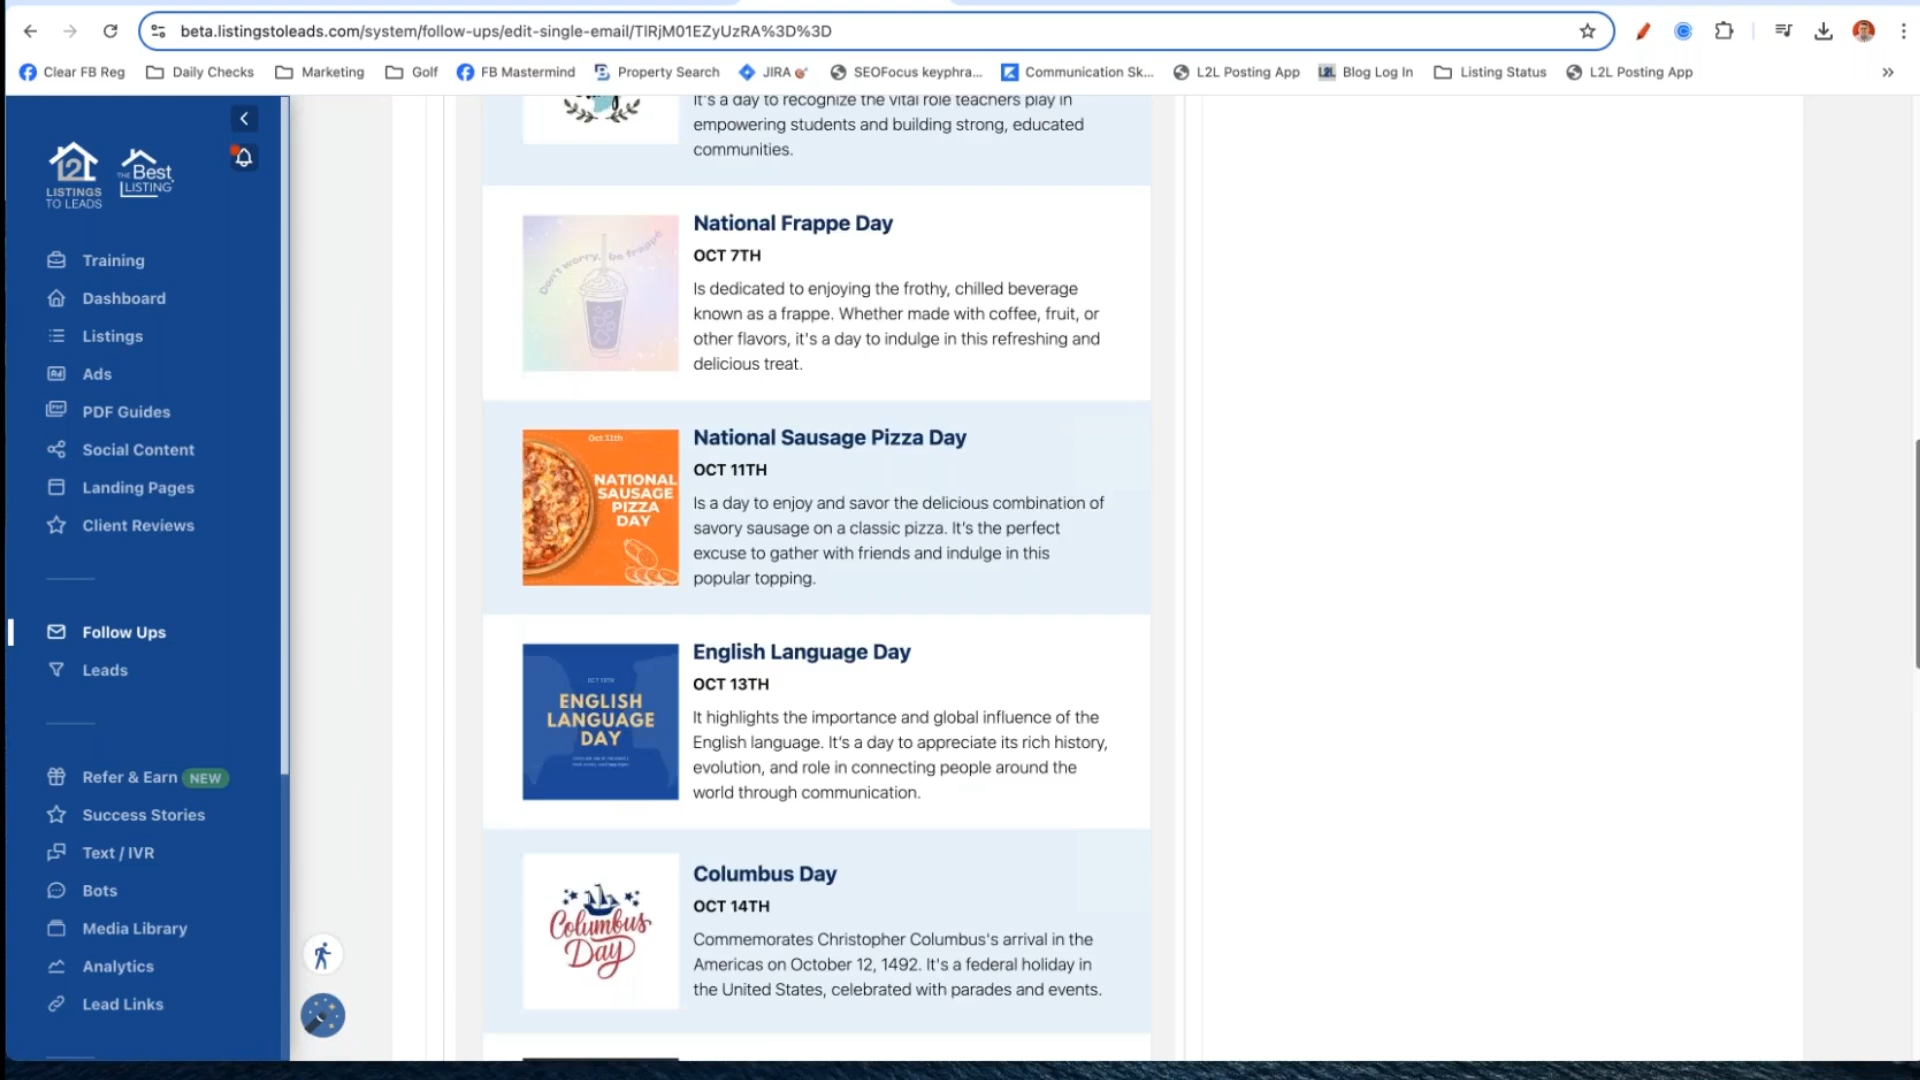 beta.listingstoleads.com/system/follow-ups/edit-single-email/TlRjM01EZyUzRA%3D%3D
Clear FB Reg
Daily Checks
Marketing
Golf
FB Mastermind
Property Search
JIRA
SEOFocus keyphra...
Communication Sk...
L2L Posting App
Blog Log In
Listing Status
L2L Posting App
»
LISTINGS
TO LEADS
THE Best
LISTING
Training
Dashboard
Listings
Ads
PDF Guides
Social Content
Landing Pages
Client Reviews
Follow Ups
Leads
Refer & Earn NEW
Success Stories
Text / IVR
Bots
Media Library
Analytics
Lead Links
It's a day to recognize the vital role teachers play in
empowering students and building strong, educated
communities.
Don't worry, be frappé
National Frappe Day
OCT 7TH
Is dedicated to enjoying the frothy, chilled beverage
known as a frappe. Whether made with coffee, fruit, or
other flavors, it's a day to indulge in this refreshing and
delicious treat.
Oct 11th
NATIONAL
SAUSAGE
PIZZA
DAY
National Sausage Pizza Day
OCT 11TH
Is a day to enjoy and savor the delicious combination of
savory sausage on a classic pizza. It's the perfect
excuse to gather with friends and indulge in this
popular topping.
OCT 13TH
ENGLISH
LANGUAGE
DAY
English Language Day
OCT 13TH
It highlights the importance and global influence of the
English language. It's a day to appreciate its rich history,
evolution, and role in connecting people around the
world through communication.
Columbus
Day
Columbus Day
OCT 14TH
Commemorates Christopher Columbus's arrival in the
Americas on October 12, 1492. It's a federal holiday in
the United States, celebrated with parades and events.